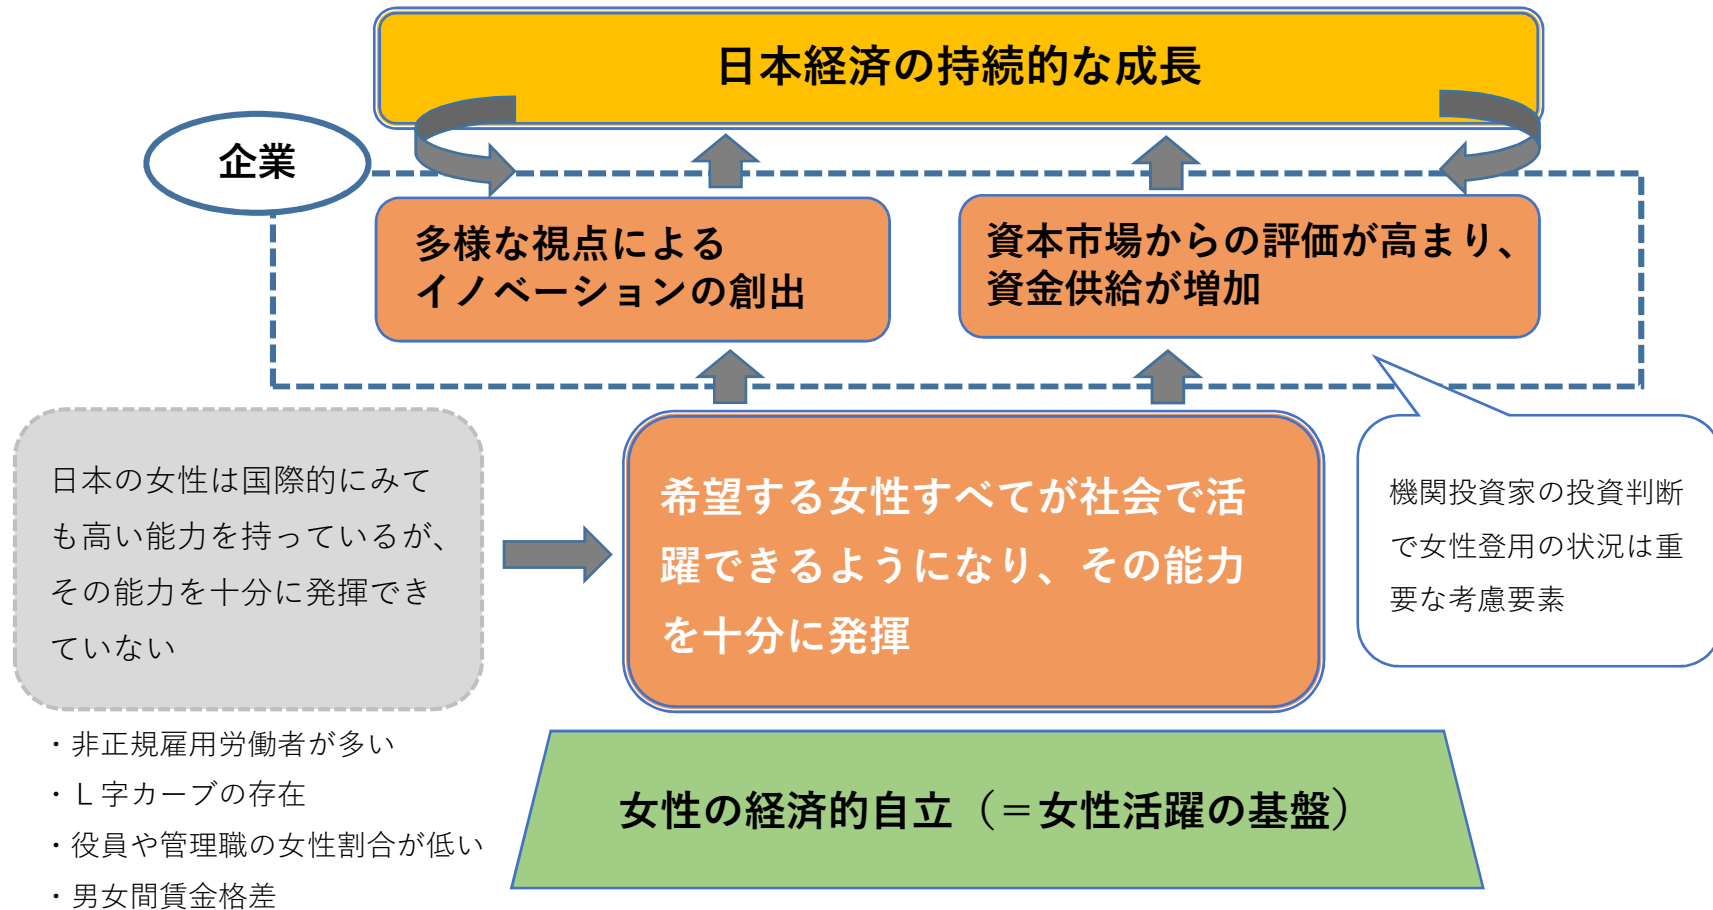 日本経済の持続的な成長
企業
多様な視点による
イノベーションの創出
資本市場からの評価が高まり、
資金供給が増加
日本の女性は国際的にみて
も高い能力を持っているが、
その能力を十分に発揮でき
ていない
希望する女性すべてが社会で活
躍できるようになり、その能力
を十分に発揮
機関投資家の投資判断
で女性登用の状況は重
要な考慮要素
・非正規雇用労働者が多い
・Ｌ字カーブの存在
・役員や管理職の女性割合が低い
・男女間賃金格差
女性の経済的自立（＝女性活躍の基盤）